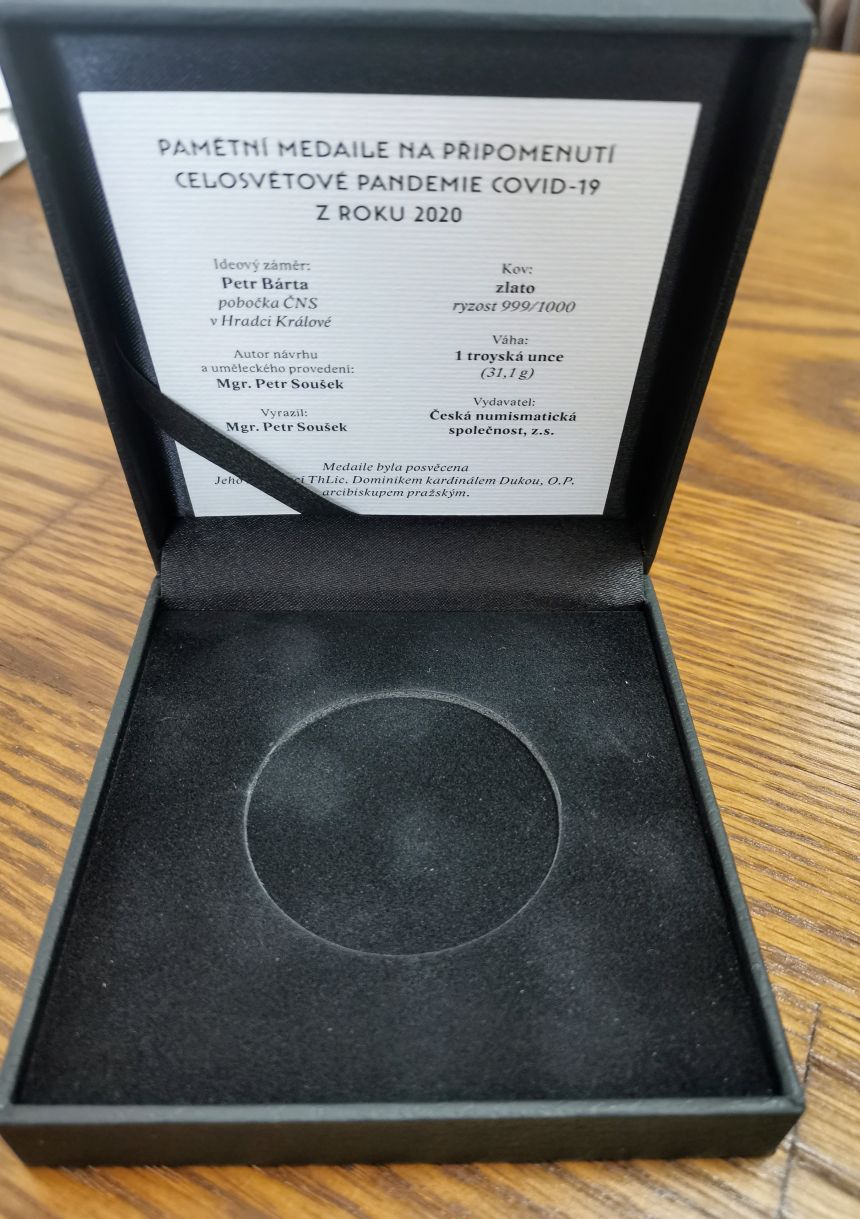 PAMĚTNÍ MEDAILE NA PŘIPOMENUTÍ
CELOSVĚTOVÉ PANDEMIE COVID-19
Z ROKU 2020
Ideový záměr:
Petr Bárta
pobočka ČNS
v Hradci Králové
Autor návrhu
a uměleckého provedení:
Mgr. Petr Soušek
Vyrazil:
Mgr. Petr Soušek
Kov:
zlato
ryzost 999/1000
Váha:
1 troyská unce
(31,1 g)
Vydavatel:
Česká numismatická
společnost, z.s.
Medaile byla posvěcena
Jeho ThLic. Dominikem kardinálem Dukou, O.P.
arcibiskupem pražským.